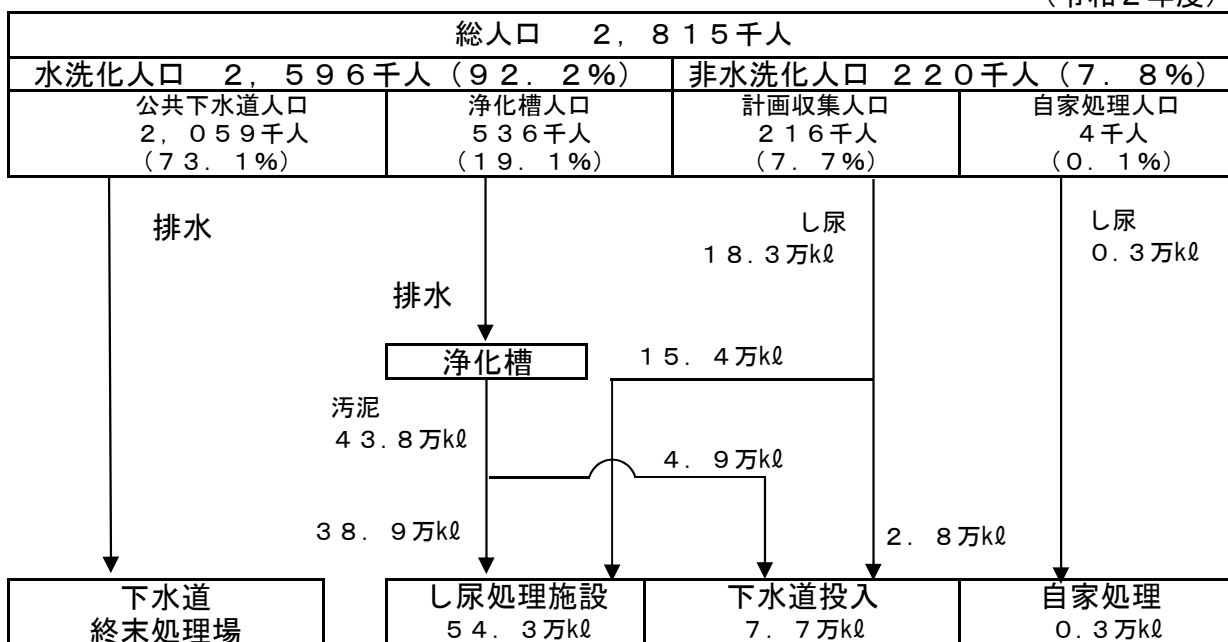 （令和２年度）
総人口　２，８１５千人
水洗化人口　２，５９６千人（９２．２％）
非水洗化人口 ２２０千人（７．８％）
公共下水道人口
２，０５９千人
（７３．１％）
浄化槽人口
５３６千人
（１９．１％）
計画収集人口
２１６千人
（７．７％）
自家処理人口
４千人
（０．１％）
排水
し尿
１８．３万㎘
し尿
０．３万㎘
排水
浄化槽
１５．４万㎘
汚泥
４３．８万㎘
４．９万㎘
３８．９万㎘
２．８万㎘
下水道
終末処理場
し尿処理施設
５４．３万㎘
下水道投入
７．７万㎘
自家処理
０．３万㎘